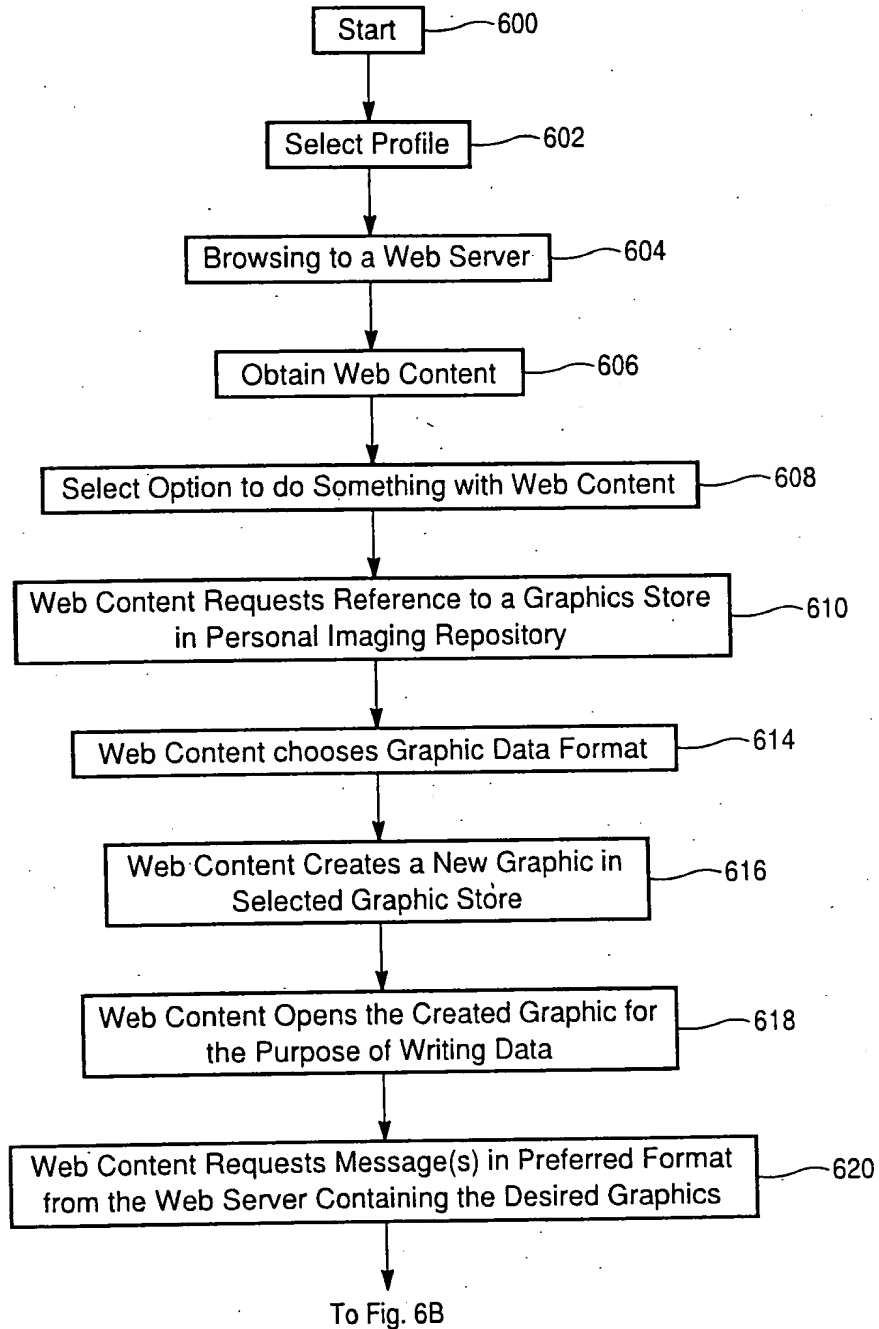 Start
600
Select Profile
602
Browsing to a Web Server
604
Obtain Web Content
606
Select Option to do Something with Web Content
608
Web Content Requests Reference to a Graphics Store
in Personal Imaging Repository
610
Web Content chooses Graphic Data Format
614
Web Content Creates a New Graphic in
Selected Graphic Store
616
Web Content Opens the Created Graphic for
the Purpose of Writing Data
618
Web Content Requests Message(s) in Preferred Format
from the Web Server Containing the Desired Graphics
620
To Fig. 6B